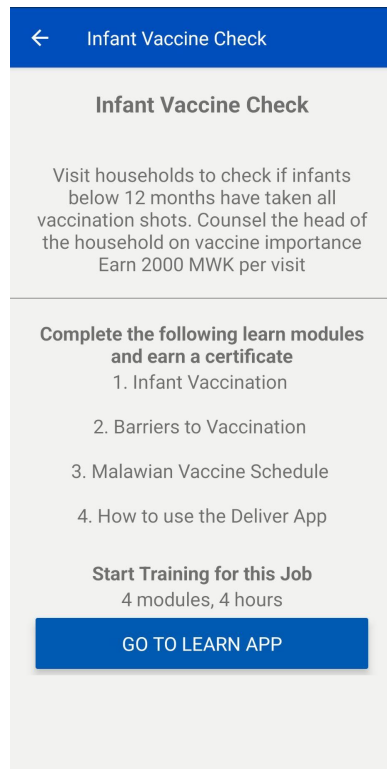 Infant Vaccine Check
Infant Vaccine Check
Visit households to check if infants
below 12 months have taken all
vaccination shots. Counsel the head of
the household on vaccine importance
Earn 2000 MWK per visit
Complete the following learn modules
and earn a certificate
1. Infant Vaccination
2. Barriers to Vaccination
3. Malawian Vaccine Schedule
4. How to use the Deliver App
Start Training for this Job
4 modules, 4 hours
GO TO LEARN APP